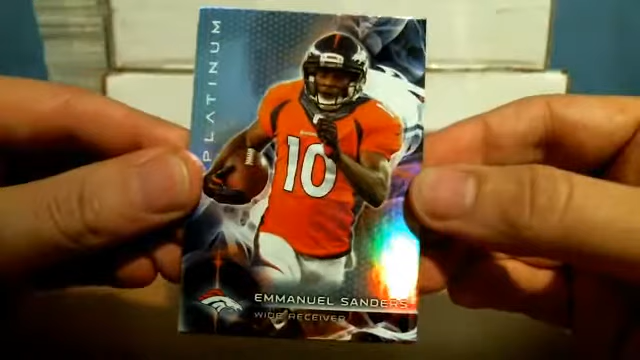 PLATINUM
10
EMMANUEL SANDERS
WIDE RECEIVER